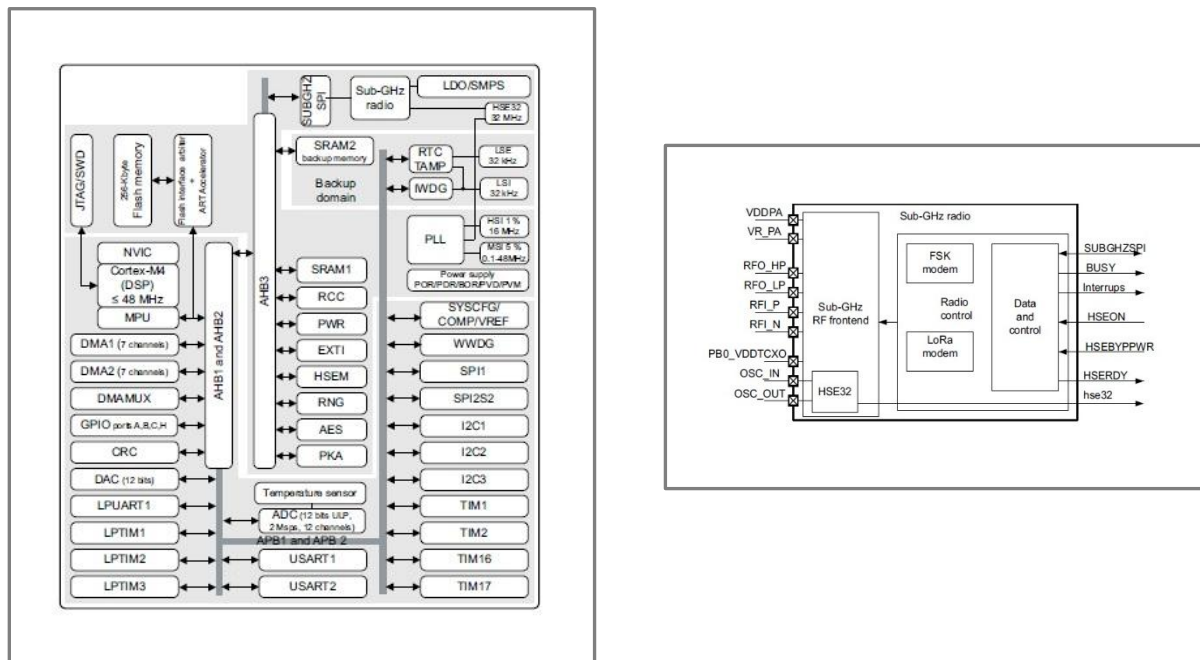 LDO/SMPS
SUBGHZ
SPI
Sub-GHz
radio
HSE32
32 MHz
JTAG/SWD
256-Kbyte
Flash memory
Flash interface arbiter
+
ART Accelerator
SRAM2
backup memory
Backup
domain
RTC
TAMP
IWDG
LSE
32 kHz
LSI
32 kHz
PLL
HSI 1 %
16 MHz
MSI 5 %
0.1-48MHz
Power supply
POR/PDR/BOR/PVD/PVM
NVIC
Cortex-M4
(DSP)
≤ 48 MHz
MPU
AHB1 and AHB2
AHB3
DMA1 (7 channels)
DMA2 (7 channels)
DMAMUX
GPIO ports A,B,C,H
CRC
DAC (12 bits)
LPUART1
LPTIM1
LPTIM2
LPTIM3
SRAM1
RCC
PWR
EXTI
HSEM
RNG
AES
PKA
Temperature sensor
ADC (12 bits ULP,
2 Msps, 12 channels)
APB1 and APB 2
USART1
USART2
SYSCFG/
COMP/VREF
WWDG
SPI1
SPI2S2
I2C1
I2C2
I2C3
TIM1
TIM2
TIM16
TIM17
VDDPA
VR_PA
RFO_HP
RFO_LP
RFI_P
RFI_N
PB0_VDDTCXO
OSC_IN
OSC_OUT
Sub-GHz radio
Sub-GHz
RF frontend
HSE32
FSK
modem
Radio
control
LoRa
modem
Data
and
control
SUBGHZSPI
BUSY
Interrups
HSEON
HSEBYPPWR
HSERDY
hse32